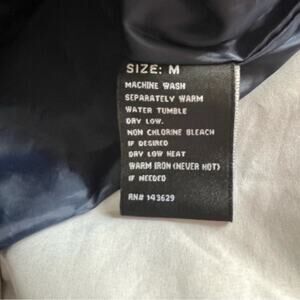 SIZE: M
MACHINE WASH
SEPARATELY WARM
WATER TUMBLE
DRY LOW.
NON CHLORINE BLEACH
IF DESIRED
DRY LOW HEAT
WARM IRON (NEVER HOT)
IF NEEDED
RN# 143629